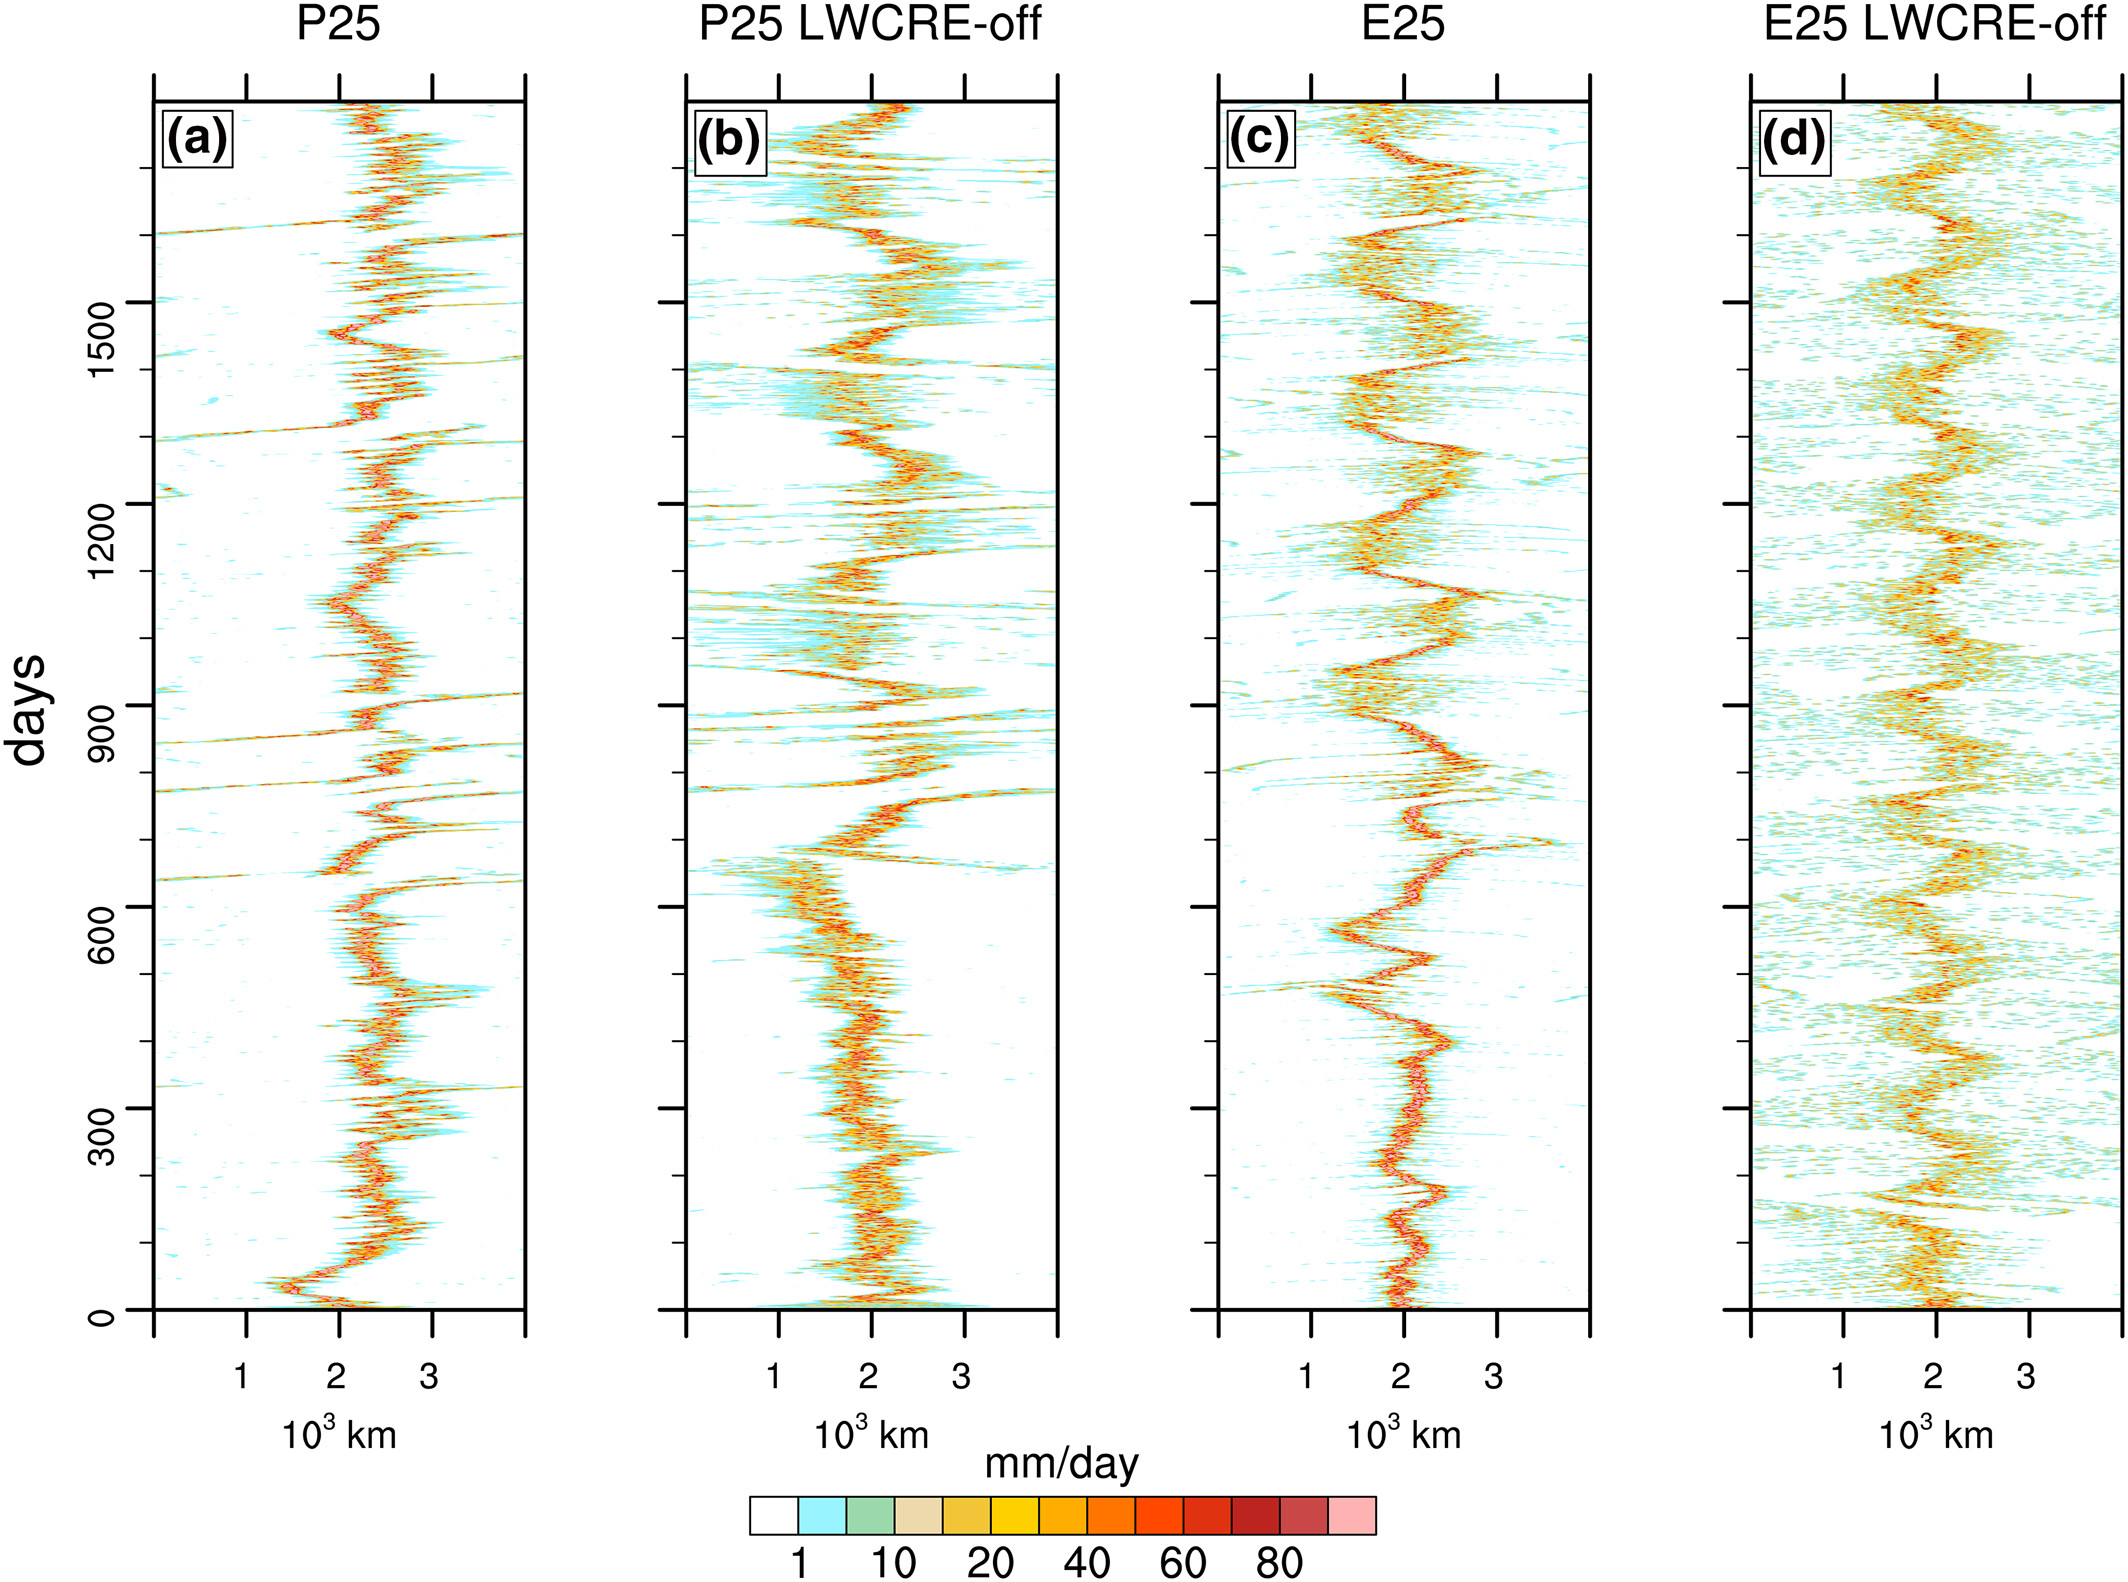 P25 P25 LWCRE-off E25 E25 LWCRE-off
(a) (b) (c) (d)
1500
1200
900
600
300
0
days
1 2 3 1 2 3 1 2 3 1 2 3
10³ km 10³ km 10³ km 10³ km
mm/day
1 10 20 40 60 80